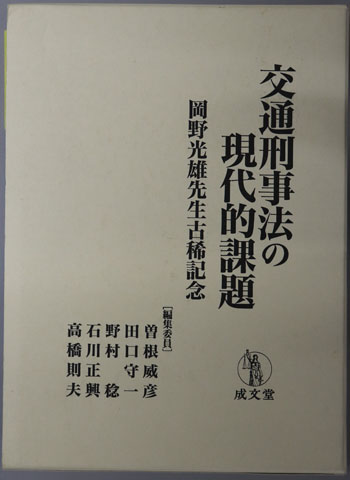 交通刑事法の
現代的課題
岡野光雄先生古稀記念
[編集委員]
曽根威彦
田口守一
野村稔
石川正興
高橋則夫
成文堂